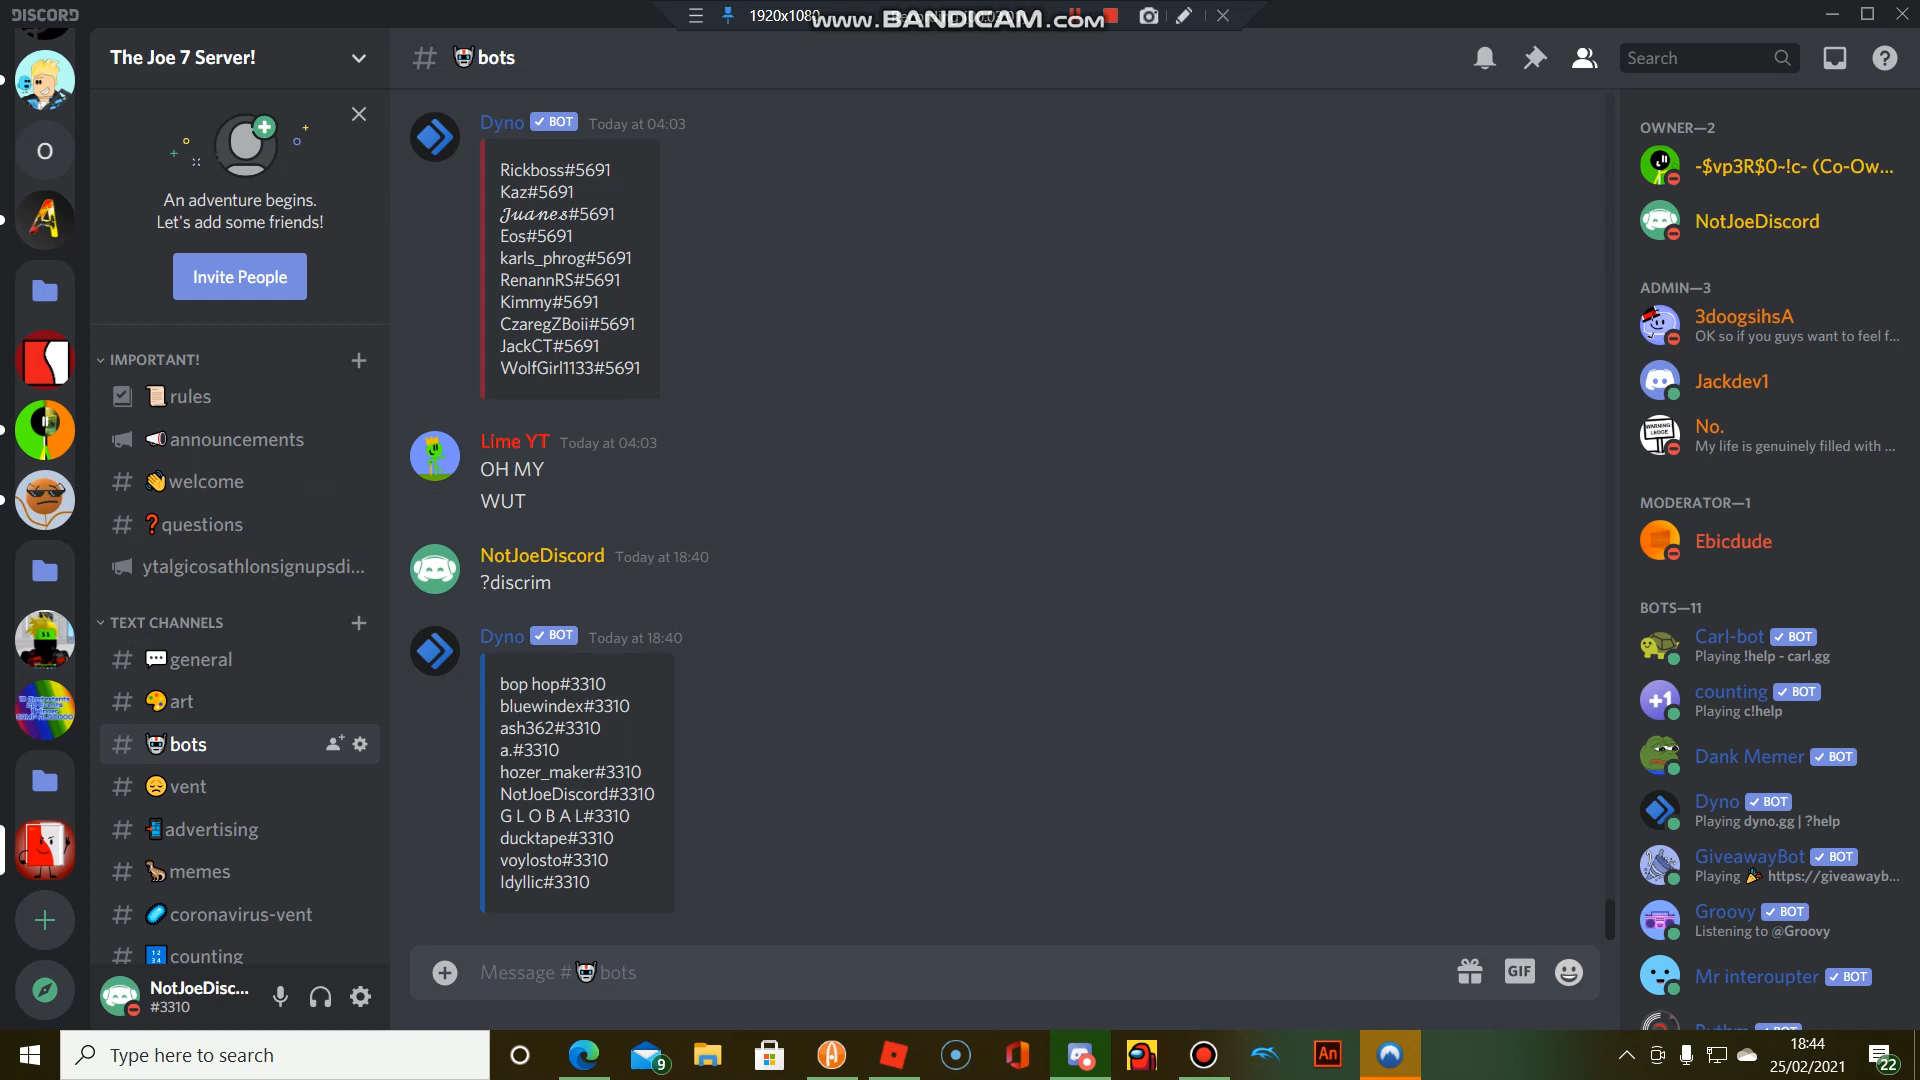 DISCORD
1920x1080
www.BANDICAM.com
The Joe 7 Server!
bots
Search
An adventure begins.
Let's add some friends!
Invite People
IMPORTANT!
rules
announcements
welcome
questions
ytalgicosathlonsignupsdi...
TEXT CHANNELS
general
art
bots
vent
advertising
memes
coronavirus-vent
counting
NotJoeDisc...
#3310
O
Dyno BOT Today at 04:03
Rickboss#5691
Kaz#5691
𝓙𝓾𝓪𝓷𝓮𝓼#5691
Eos#5691
karls_phrog#5691
RenannRS#5691
Kimmy#5691
CzaregZBoii#5691
JackCT#5691
WolfGirl1133#5691
Lime YT Today at 04:03
OH MY
WUT
NotJoeDiscord Today at 18:40
?discrim
Dyno BOT Today at 18:40
bop hop#3310
bluewindex#3310
ash362#3310
a.#3310
hozer_maker#3310
NotJoeDiscord#3310
G L O B A L#3310
ducktape#3310
voylosto#3310
Idyllic#3310
Message # bots
GIF
OWNER—2
-$vp3R$0~!c- (Co-Ow...
NotJoeDiscord
ADMIN—3
3doogsihsA
OK so if you guys want to feel f...
Jackdev1
No.
My life is genuinely filled with ...
MODERATOR—1
Ebicdude
BOTS—11
Carl-bot BOT
Playing !help - carl.gg
counting BOT
Playing c!help
Dank Memer BOT
Dyno BOT
Playing dyno.gg | ?help
GiveawayBot BOT
Playing https://giveawayb...
Groovy BOT
Listening to @Groovy
Mr interoupter BOT
Type here to search
9
An
18:44
25/02/2021
22